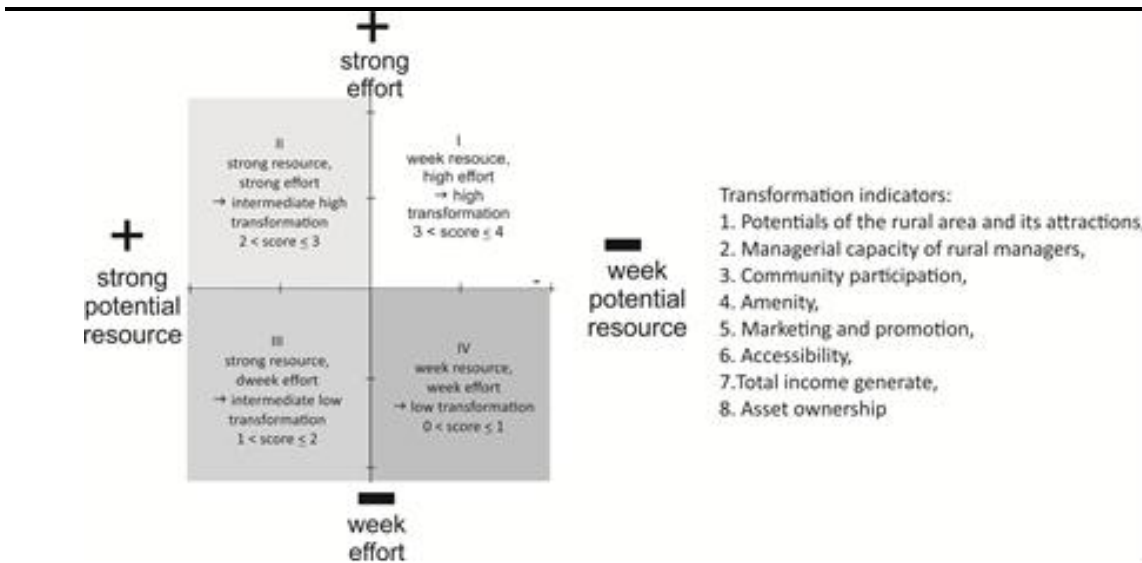 +
strong
effort
II
strong resource,
strong effort
→ intermediate high
transformation
2 < score ≤ 3
I
week resouce,
high effort
→ high
transformation
3 < score ≤ 4
+
strong
potential
resource
-
week
potential
resource
III
strong resource,
dweek effort
→ intermediate low
transformation
1 < score ≤ 2
IV
week resource,
week effort
→ low transformation
0 < score ≤ 1
-
week
effort
Transformation indicators:
1. Potentials of the rural area and its attractions,
2. Managerial capacity of rural managers,
3. Community participation,
4. Amenity,
5. Marketing and promotion,
6. Accessibility,
7.Total income generate,
8. Asset ownership